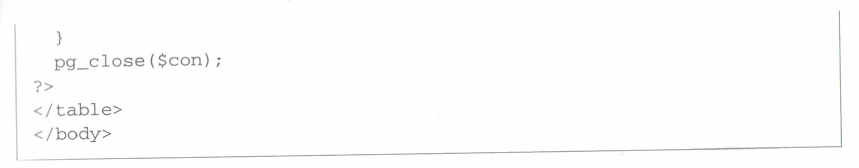 }
pg_close($con);
?>
</table>
</body>